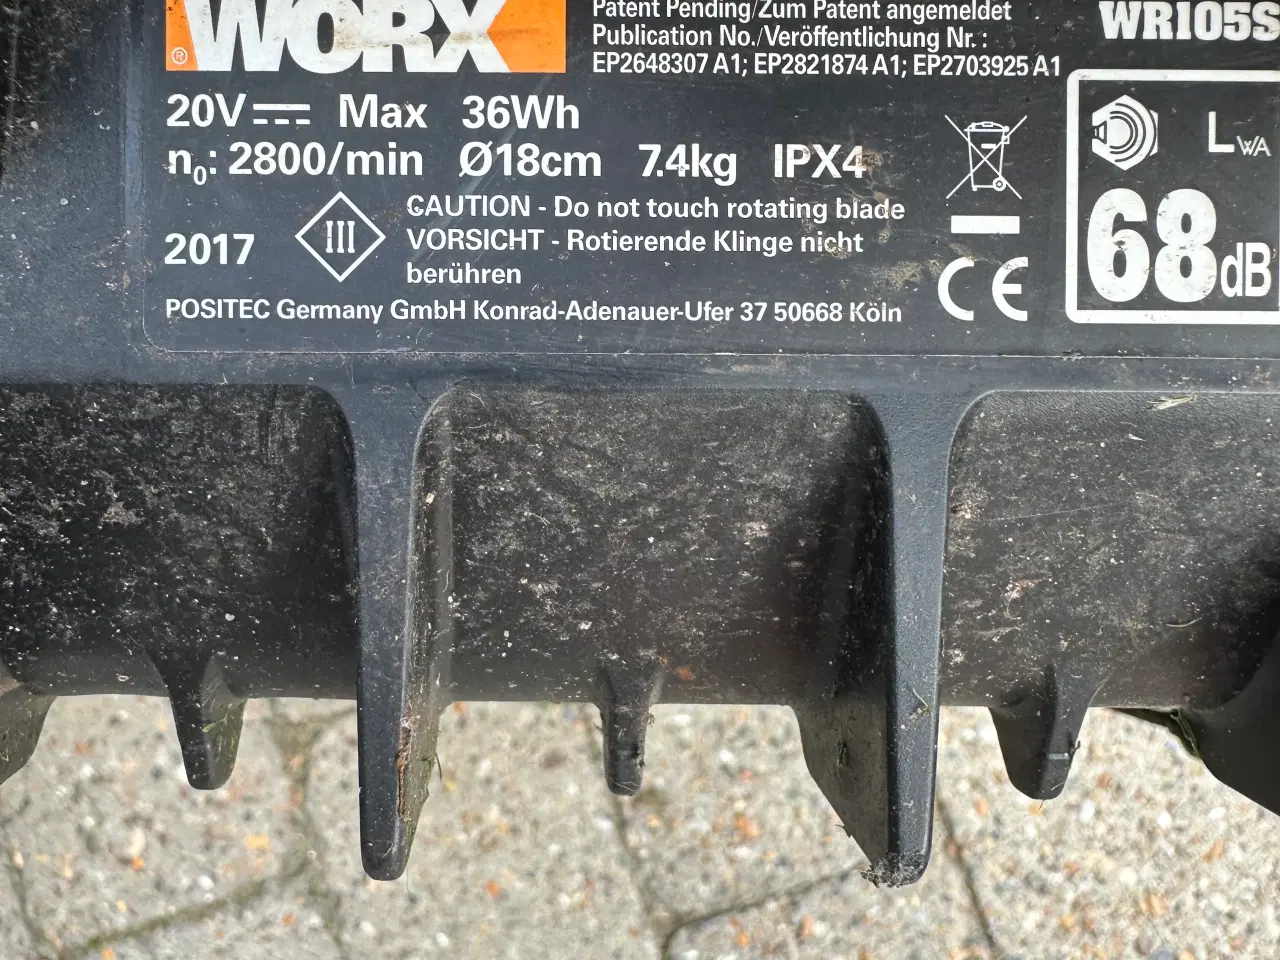 WORX
®
Patent Pending/Zum Patent angemeldet
Publication No./Veröffentlichung Nr.:
EP2648307 A1; EP2821874 A1; EP2703925 A1
WR105S
20V Max 36Wh
n₀: 2800/min Ø18cm 7.4kg IPX4
CAUTION - Do not touch rotating blade
VORSICHT - Rotierende Klinge nicht
berühren
2017
III
POSITEC Germany GmbH Konrad-Adenauer-Ufer 37 50668 Köln
CE
LWA
68dB